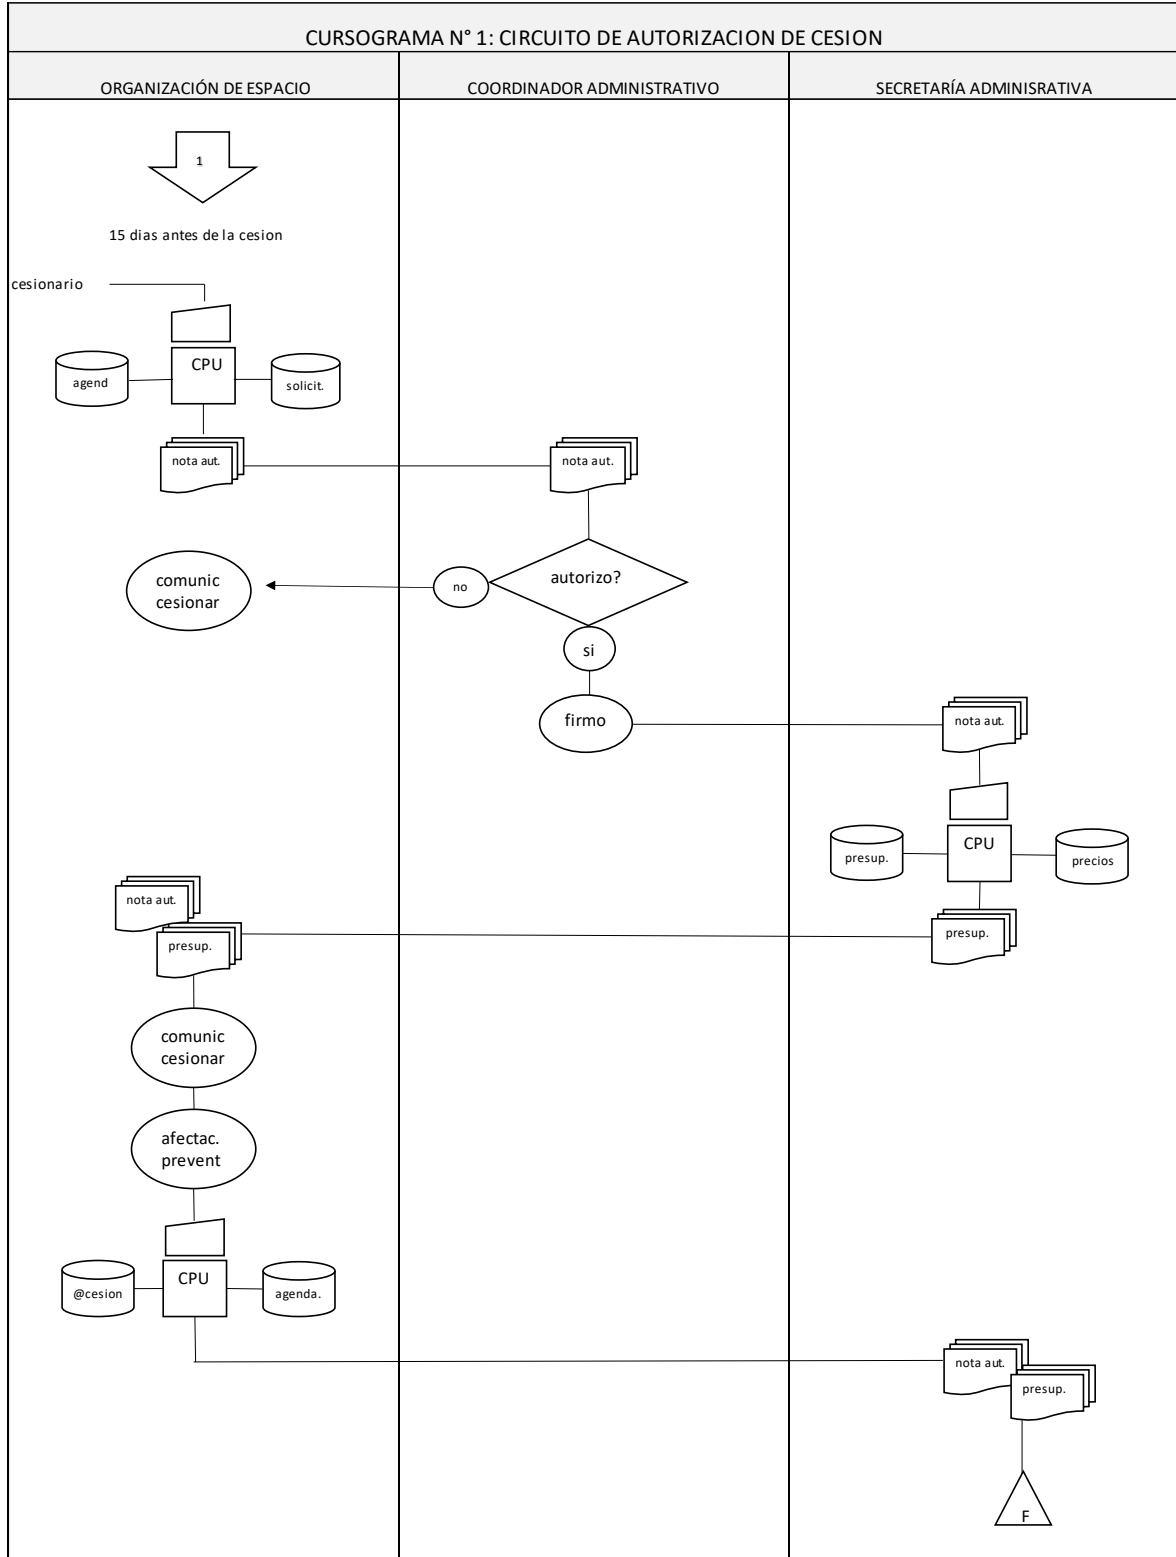 CURSOGRAMA N° 1: CIRCUITO DE AUTORIZACION DE CESION
ORGANIZACIÓN DE ESPACIO
COORDINADOR ADMINISTRATIVO
SECRETARÍA ADMINISRATIVA
1
15 dias antes de la cesion
cesionario
CPU
agend
solicit.
nota aut.
nota aut.
autorizo?
no
comunic
cesionar
si
firmo
nota aut.
CPU
presup.
precios
nota aut.
presup.
presup.
comunic
cesionar
afectac.
prevent
CPU
@cesion
agenda.
nota aut.
presup.
F